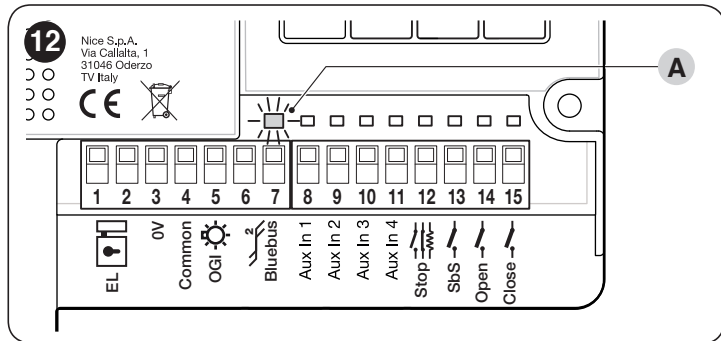 12
Nice S.p.A.
Via Callalta, 1
31046 Oderzo
TV Italy
CE
A
1 2 3 4 5 6 7 8 9 10 11 12 13 14 15
EL
0V
Common
OGI
2
Bluebus
Aux In 1
Aux In 2
Aux In 3
Aux In 4
Stop
SbS
Open
Close